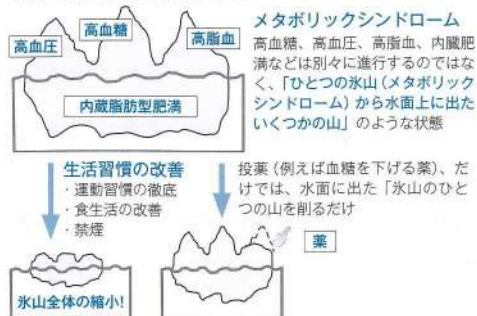 高血圧
高血糖
高脂血
内蔵脂肪型肥満
メタボリックシンドローム
高血糖、高血圧、高脂血、内臓肥
満などは別々に進行するのではな
く、「ひとつの氷山（メタボリック
シンドローム）から水面上に出た
いくつかの山」のような状態
生活習慣の改善
・運動習慣の徹底
・食生活の改善
・禁煙
氷山全体の縮小!
投薬（例えば血糖を下げる薬）、だ
けでは、水面に出た「氷山のひと
つの山を削るだけ
薬